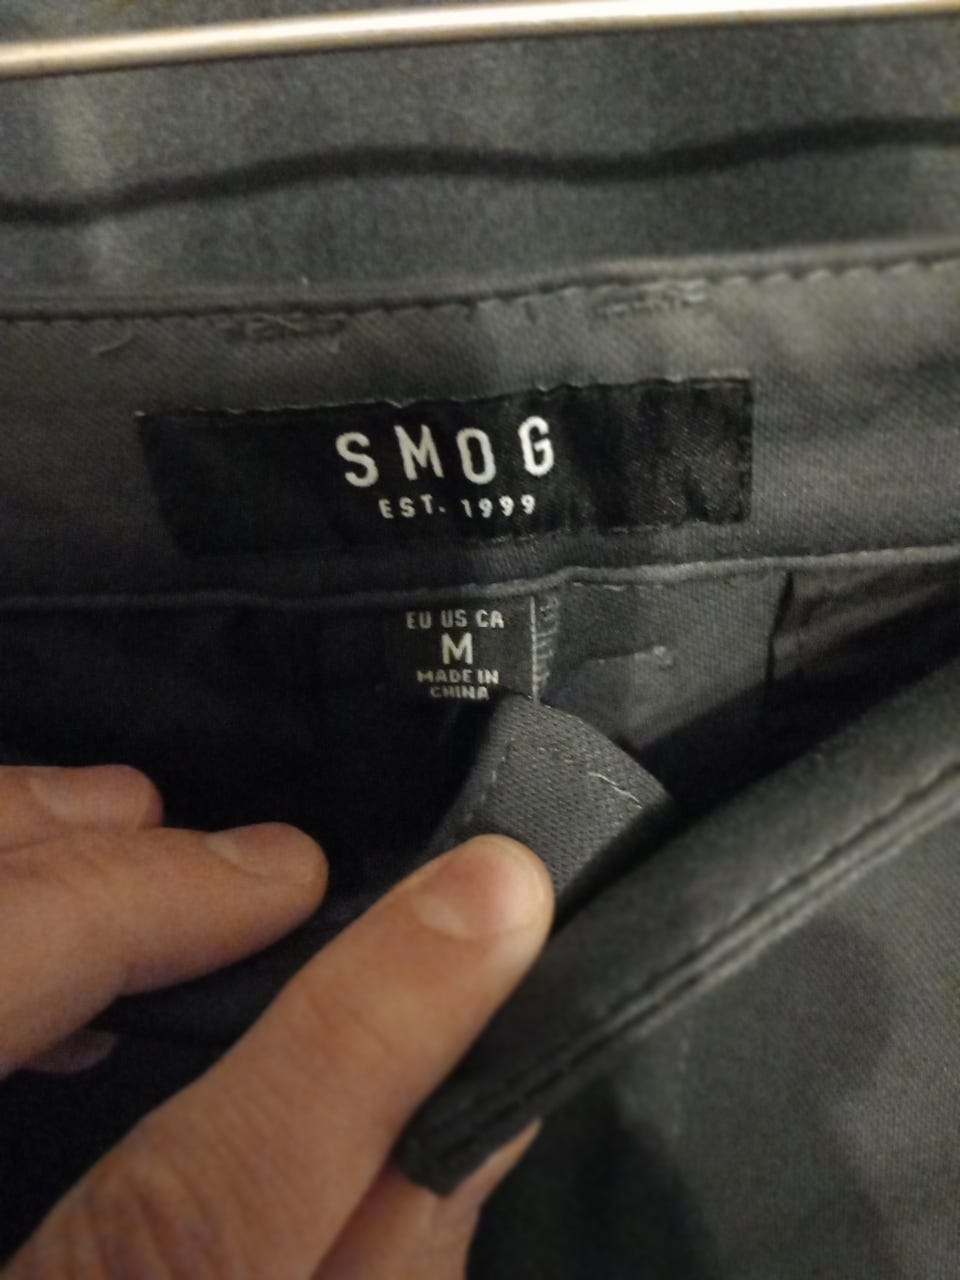 SMOG
EST. 1999
EU US CA
M
MADE IN
CHINA